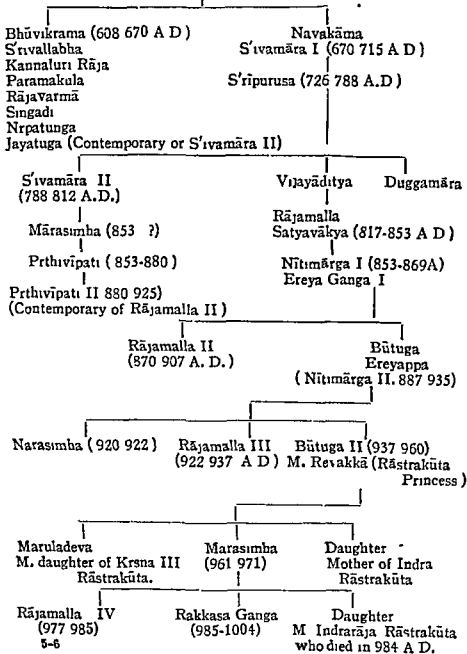 Bhūvikrama (608 670 A D)
S'rīvallabha
Kannaluri Rāja
Paramakula
Rājavarmā
Singadi
Nrpatunga
Jayatuga (Contemporary or S'ivamāra II)
Navakāma
S'ivamāra I (670 715 A D)
S'rīpurusa (726 788 A.D)
S'ivamāra II
(788 812 A.D.)
Mārasimha (853 ?)
Prthivīpati (853-880)
Prthivīpati II 880 925)
(Contemporary of Rājamalla II)
Vijayāditya
Rājamalla
Satyavākya (817-853 A D)
Nītimārga I (853-869A)
Ereya Ganga I
Duggamāra
Rājamalla II
(870 907 A. D.)
Būtuga
Ereyappa
(Nītimārga II. 887 935)
Narasimba (920 922)
Rājamalla III
(922 937 A D)
Būtuga II (937 960)
M. Revakkā (Rāstrakūta
Princess)
Maruladeva
M. daughter of Krsna III
Rāstrakūta.
Marasimba
(961 971)
Daughter
Mother of Indra
Rāstrakūta
Rājamalla IV
(977 985)
5-6
Rakkasa Ganga
(985-1004)
Daughter
M Indrarāja Rāstrakūta
who died in 984 A D.